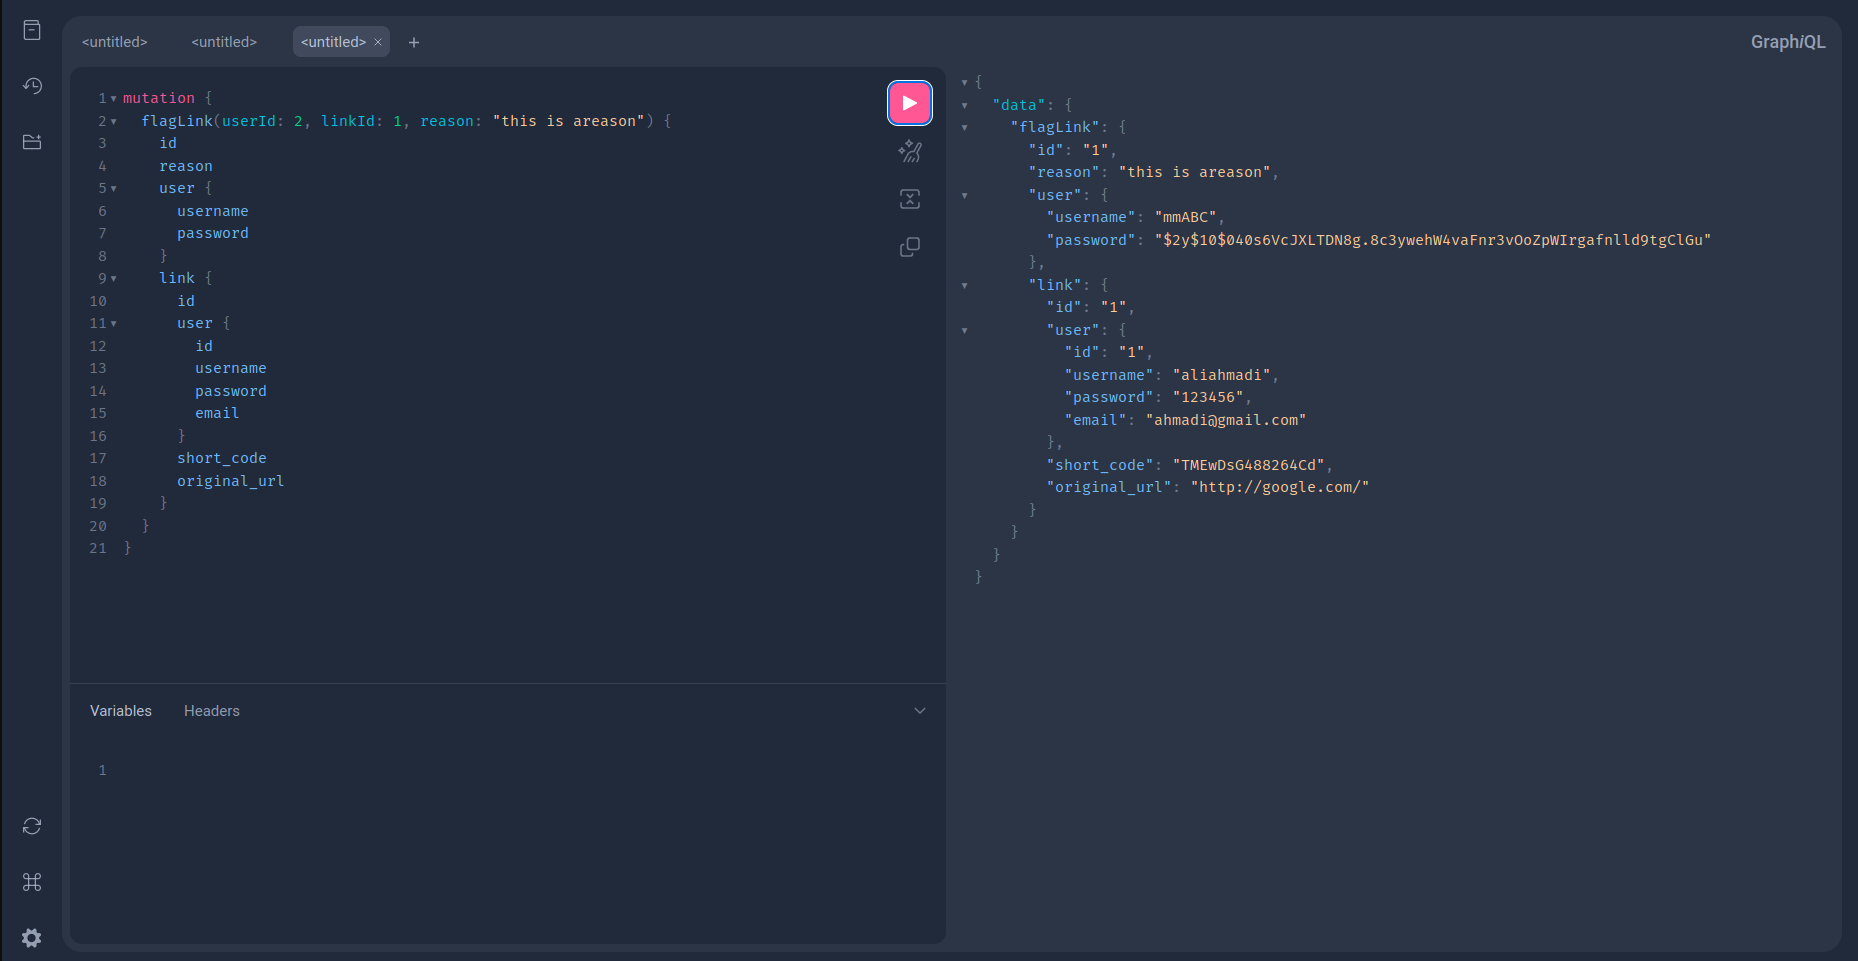 <untitled> <untitled> <untitled> × +
GraphiQL
1 mutation {
2 flagLink(userId: 2, linkId: 1, reason: "this is areason") {
3 id
4 reason
5 user {
6 username
7 password
8 }
9 link {
10 id
11 user {
12 id
13 username
14 password
15 email
16 }
17 short_code
18 original_url
19 }
20 }
21 }
Variables Headers
1
{
"data": {
"flagLink": {
"id": "1",
"reason": "this is areason",
"user": {
"username": "mmABC",
"password": "$2y$10$040s6VcJXLTDN8g.8c3ywehW4vaFnr3vOoZpWIrgafnlld9tgClGu"
},
"link": {
"id": "1",
"user": {
"id": "1",
"username": "aliahmadi",
"password": "123456",
"email": "ahmadi@gmail.com"
},
"short_code": "TMEwDsG488264Cd",
"original_url": "http://google.com/"
}
}
}
}